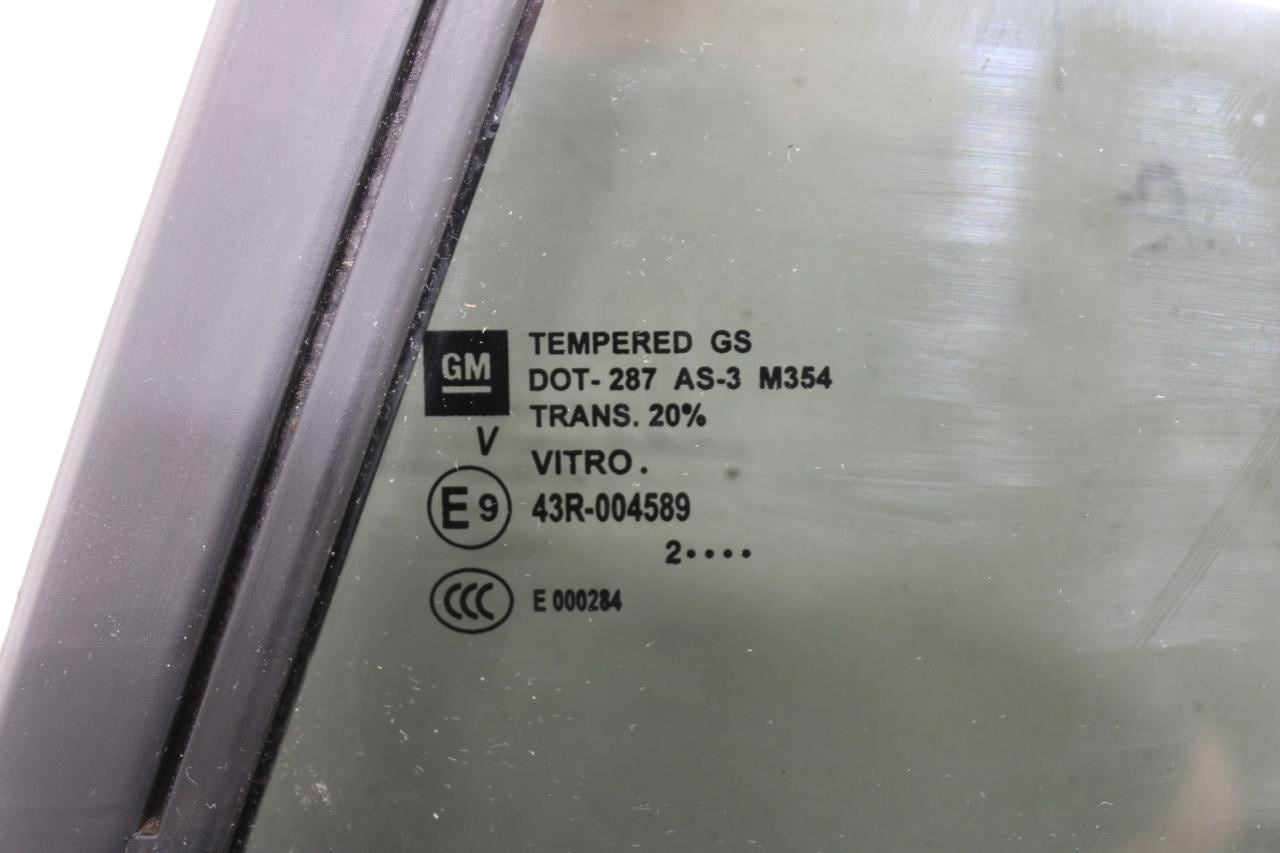 GM
TEMPERED GS
DOT- 287 AS-3 M354
TRANS. 20%
V
VITRO.
E9 43R-004589
2••••
CCC E 000284